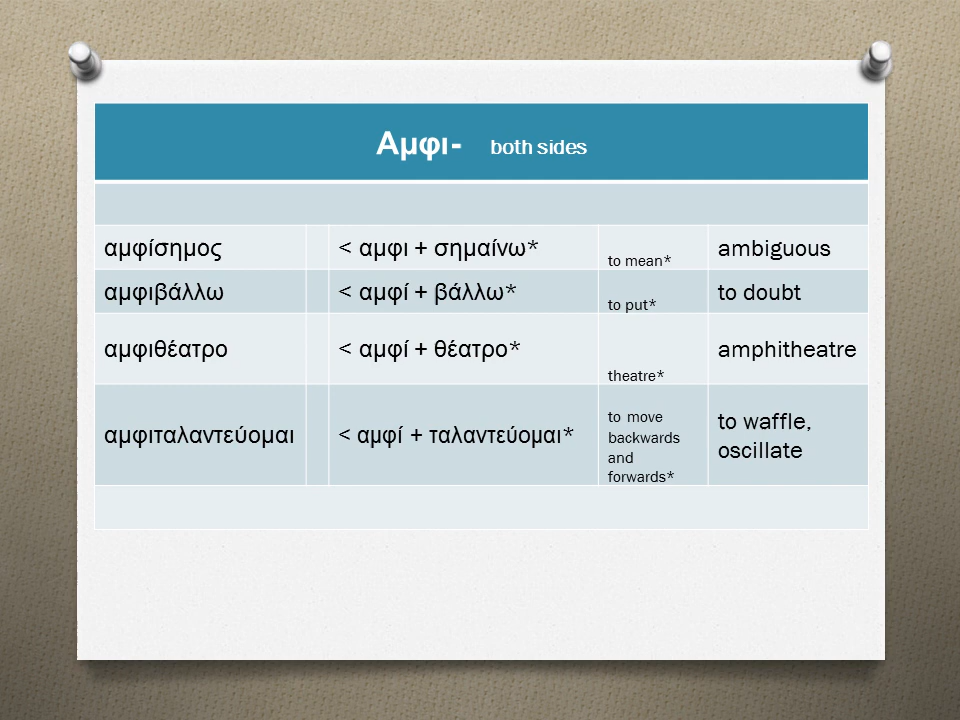 Αμφι- both sides
αμφίσημος < αμφι + σημαίνω* to mean* ambiguous
αμφιβάλλω < αμφί + βάλλω* to put* to doubt
αμφιθέατρο < αμφί + θέατρο* theatre* amphitheatre
αμφιταλαντεύομαι < αμφί + ταλαντεύομαι*
to move
backwards
and
forwards*
to waffle,
oscillate